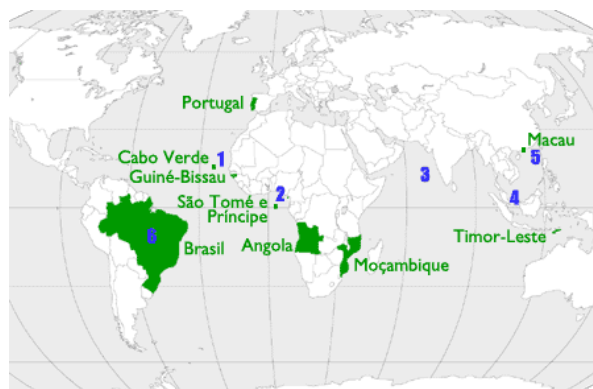 Portugal
Macau
5
Cabo Verde
1
Guiné-Bissau
3
2
São Tomé e
Príncipe
4
6
Brasil
Angola
Timor-Leste
Moçambique